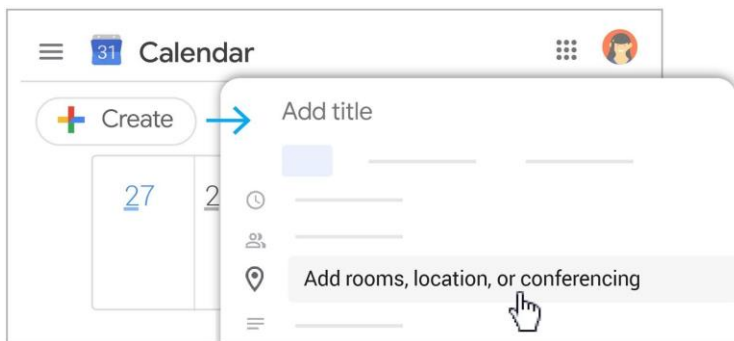 31 Calendar
Create
Add title
27
2
Add rooms, location, or conferencing